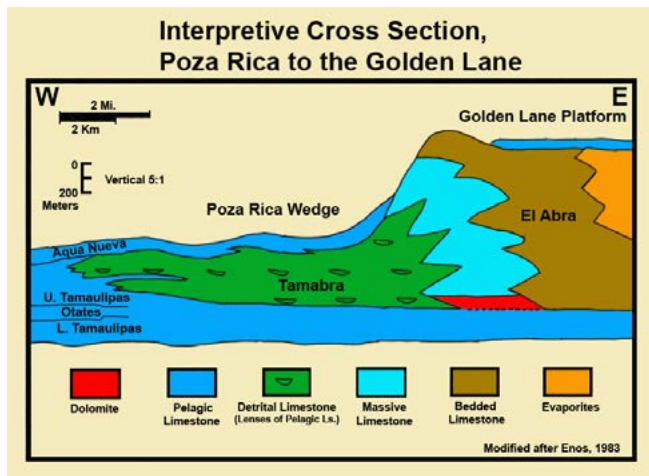 Interpretive Cross Section,
Poza Rica to the Golden Lane
W
E
2 Mi.
2 Km
Golden Lane Platform
0
200
Meters
Vertical 5:1
Poza Rica Wedge
El Abra
Aqua Nueva
Tamabra
U. Tamaulipas
Otates
L. Tamaulipas
Dolomite
Pelagic
Limestone
Detrital Limestone
(Lenses of Pelagic Ls.)
Massive
Limestone
Bedded
Limestone
Evaporites
Modified after Enos, 1983